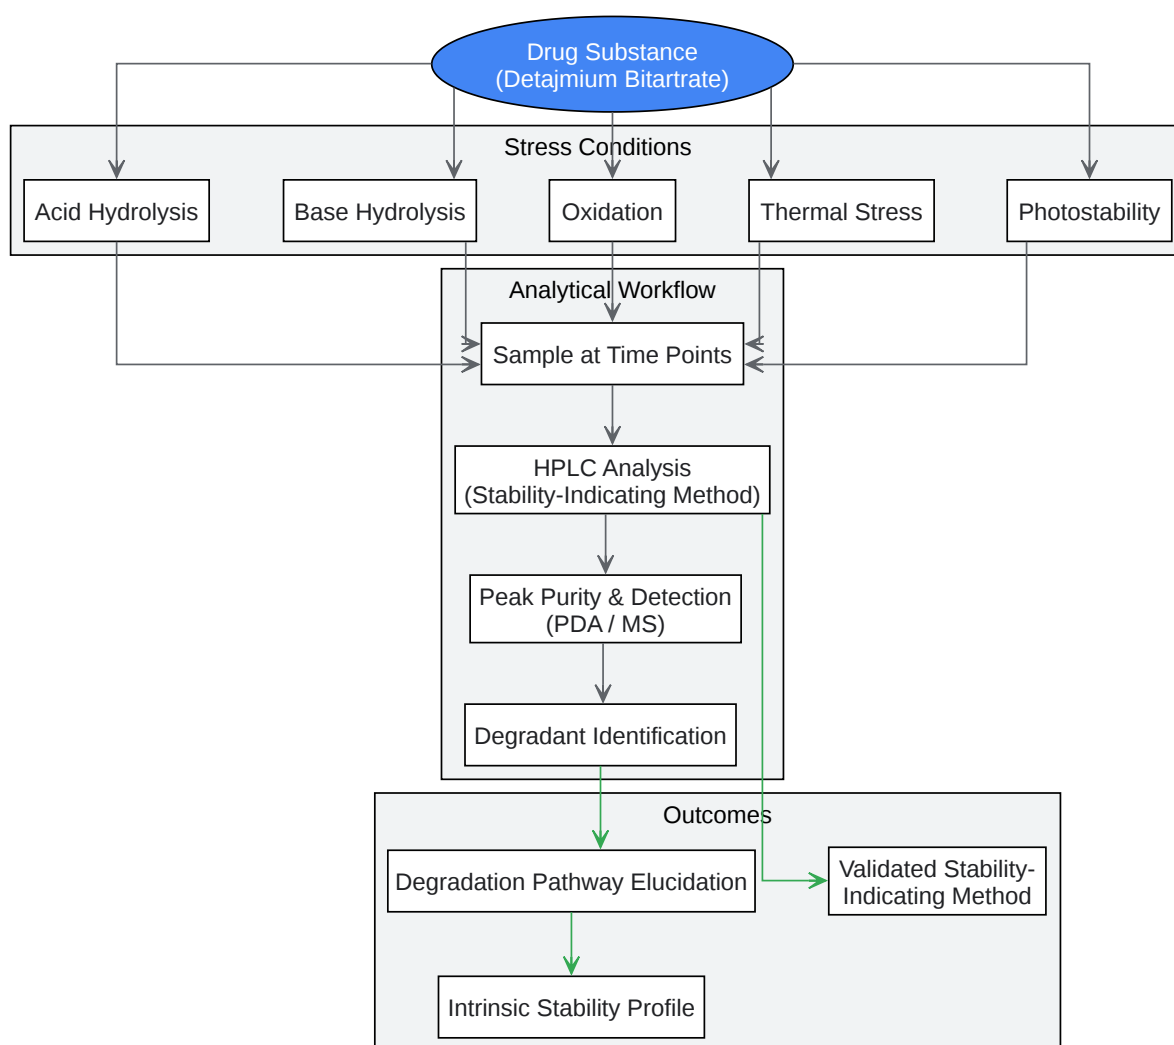 Drug Substance
(Detajmium Bitartrate)
Stress Conditions
Acid Hydrolysis
Base Hydrolysis
Oxidation
Thermal Stress
Photostability
Analytical Workflow
Sample at Time Points
HPLC Analysis
(Stability-Indicating Method)
Peak Purity & Detection
(PDA / MS)
Degradant Identification
Outcomes
Degradation Pathway Elucidation
Validated Stability-
Indicating Method
Intrinsic Stability Profile